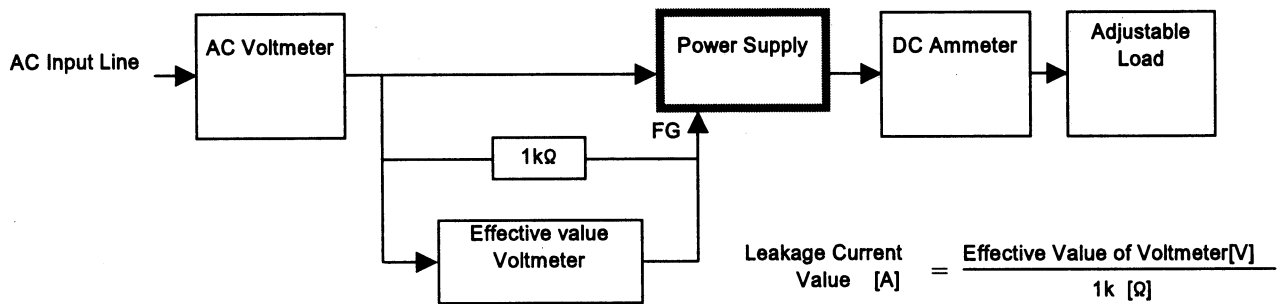 AC Input Line
AC Voltmeter
Power Supply
DC Ammeter
Adjustable
Load
FG
1kΩ
Effective value
Voltmeter
Leakage Current
Value [A]
=
Effective Value of Voltmeter[V]
1k [Ω]